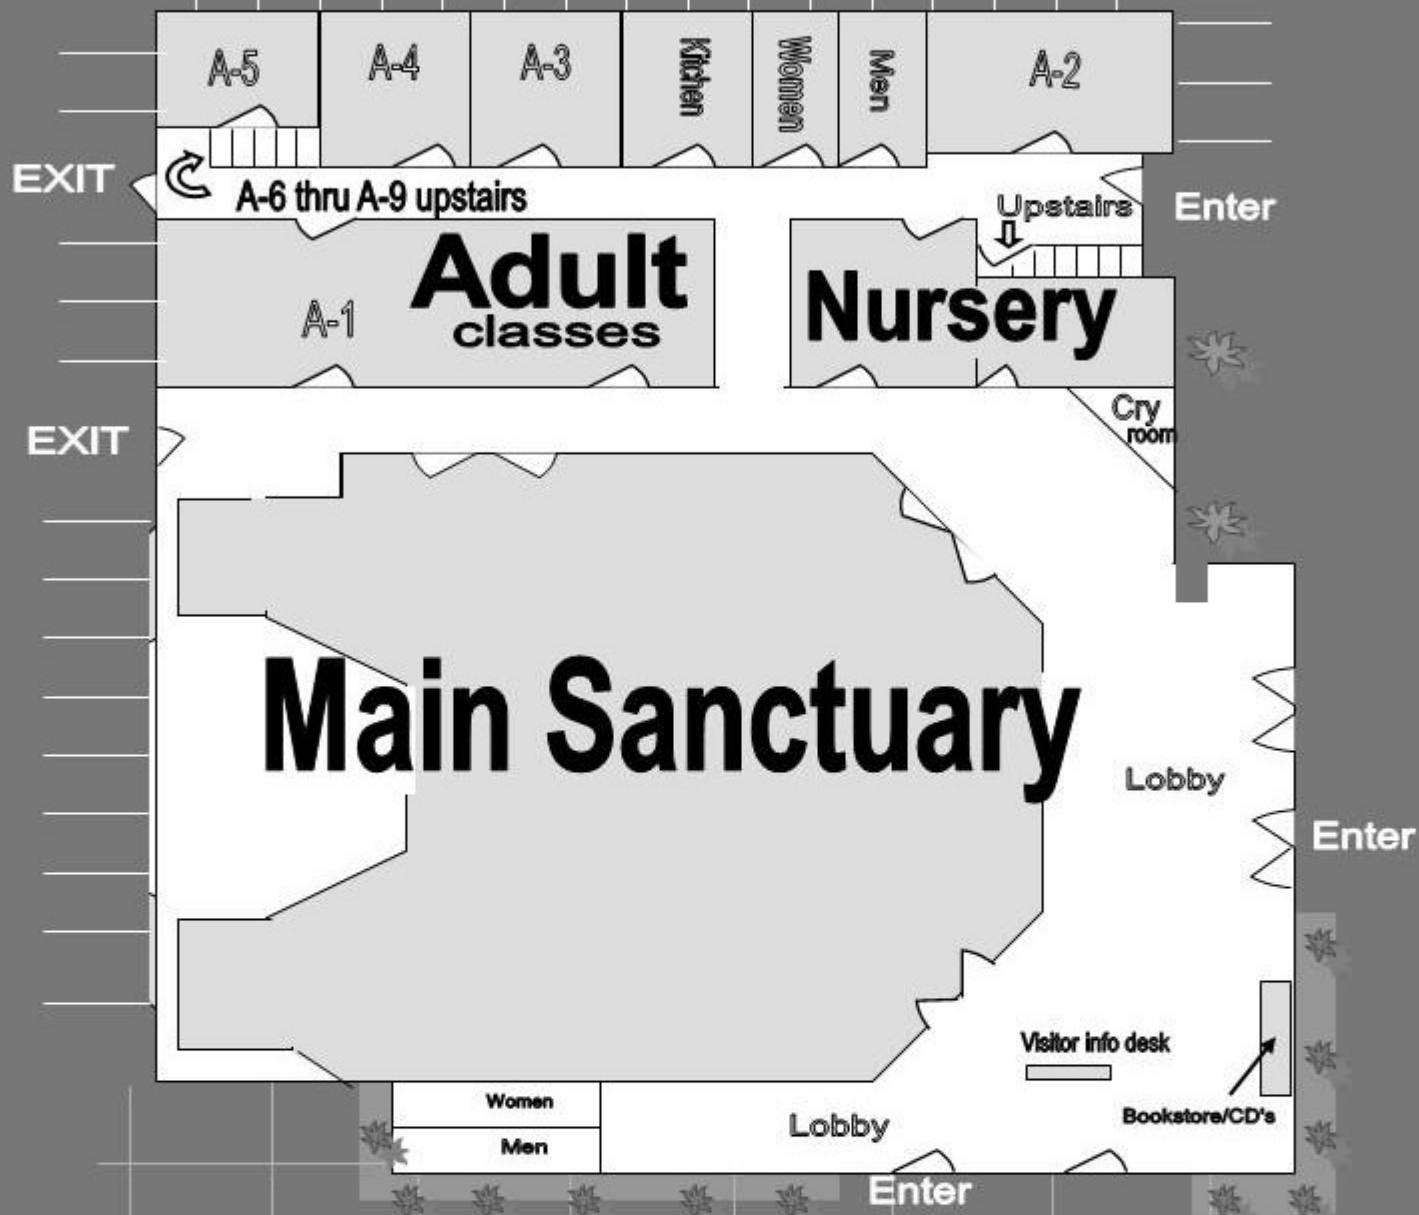 A-5
A-4
A-3
Kitchen
Women
Men
A-2
EXIT
A-6 thru A-9 upstairs
Upstairs
Enter
Adult
classes
A-1
Nursery
Cry
room
EXIT
Main Sanctuary
Lobby
Enter
Visitor info desk
Bookstore/CD's
Women
Men
Lobby
Enter